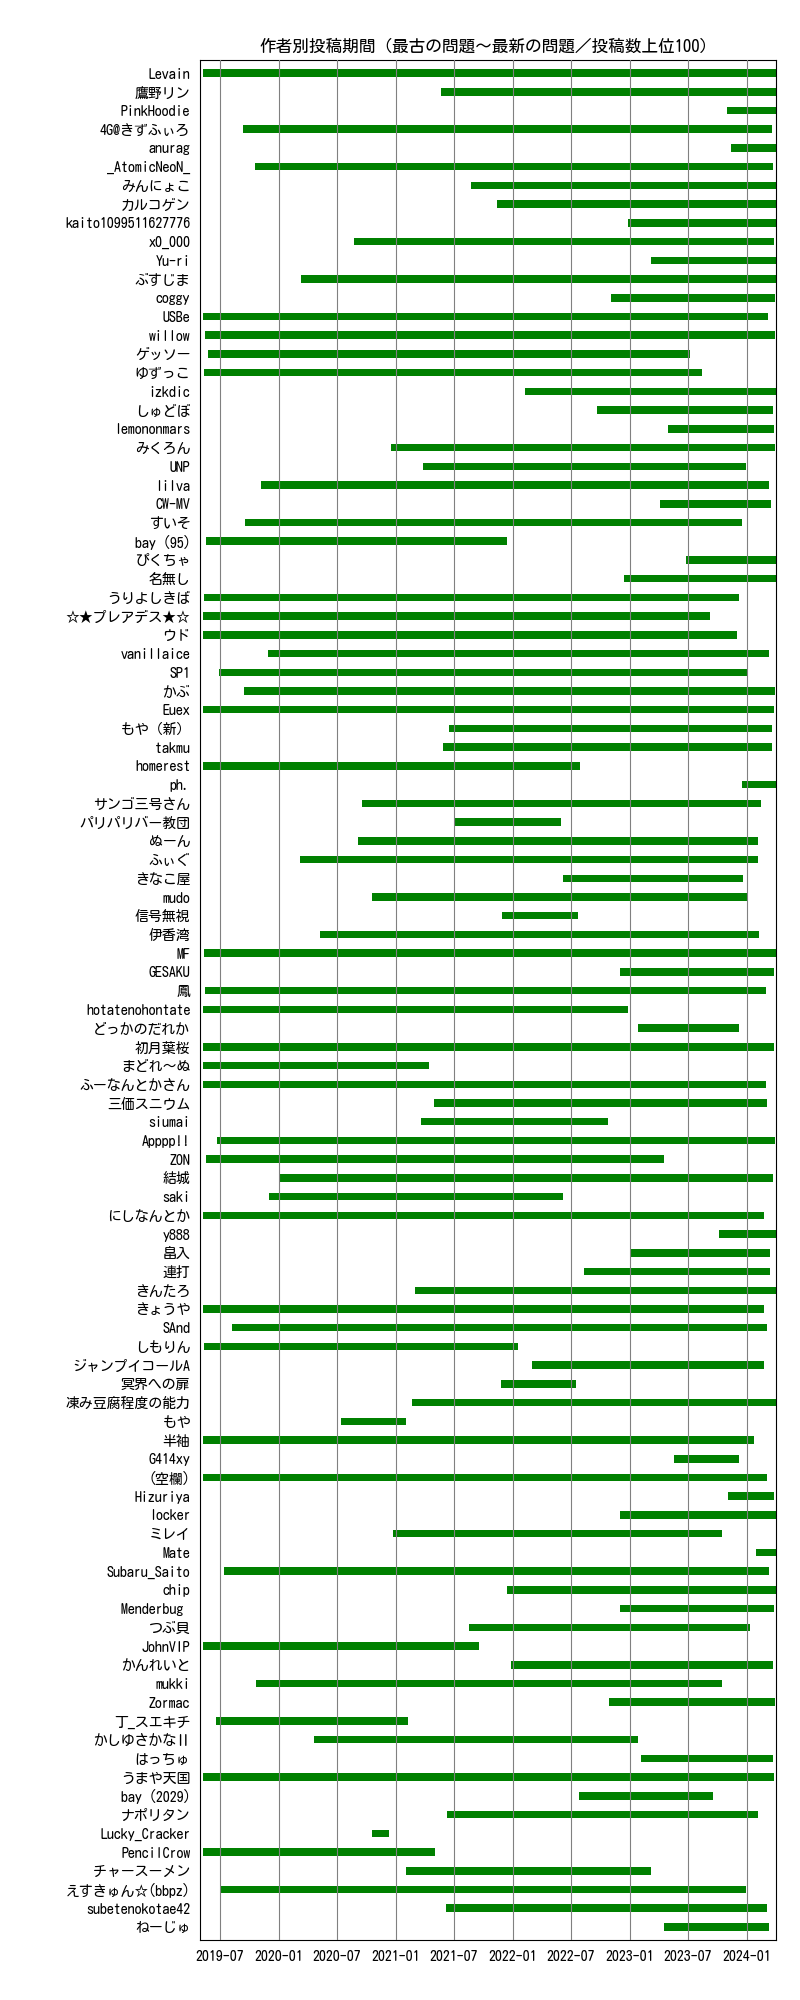 作者別投稿期間（最古の問題～最新の問題／投稿数上位100）
Levain
鷹野リン
PinkHoodie
4G@きずふぃろ
anurag
_AtomicNeoN_
みんにょこ
カルコゲン
kaito1099511627776
x0_000
Yu-ri
ぶすじま
coggy
USBe
willow
ゲッソー
ゆずっこ
izkdic
しゅどぼ
lemononmars
みくろん
UNP
lilva
CW-MV
すいそ
bay (95)
ぴくちゃ
名無し
うりよしきば
☆★プレアデス★☆
ウド
vanillaice
SP1
かぶ
Euex
もや（新）
takmu
homerest
ph.
サンゴ三号さん
パリパリバー教団
ぬーん
ふぃぐ
きなこ屋
mudo
信号無視
伊香湾
MF
GESAKU
鳳
hotatenohontate
どっかのだれか
初月葉桜
まどれ～ぬ
ふーなんとかさん
三価スニウム
siumai
Appppll
ZON
結城
saki
にしなんとか
y888
畠入
連打
きんたろ
きょうや
SAnd
しもりん
ジャンプイコールA
冥界への扉
凍み豆腐程度の能力
もや
半袖
G414xy
(空欄)
Hizuriya
locker
ミレイ
Mate
Subaru_Saito
chip
Menderbug
つぶ貝
JohnVIP
かんれいと
mukki
Zormac
丁_スエキチ
かしゆさかなII
はっちゅ
うまや天国
bay (2029)
ナポリタン
Lucky_Cracker
PencilCrow
チャースーメン
えすきゅん☆(bbpz)
subetenokotae42
ねーじゅ
2019-07 2020-01 2020-07 2021-01 2021-07 2022-01 2022-07 2023-01 2023-07 2024-01